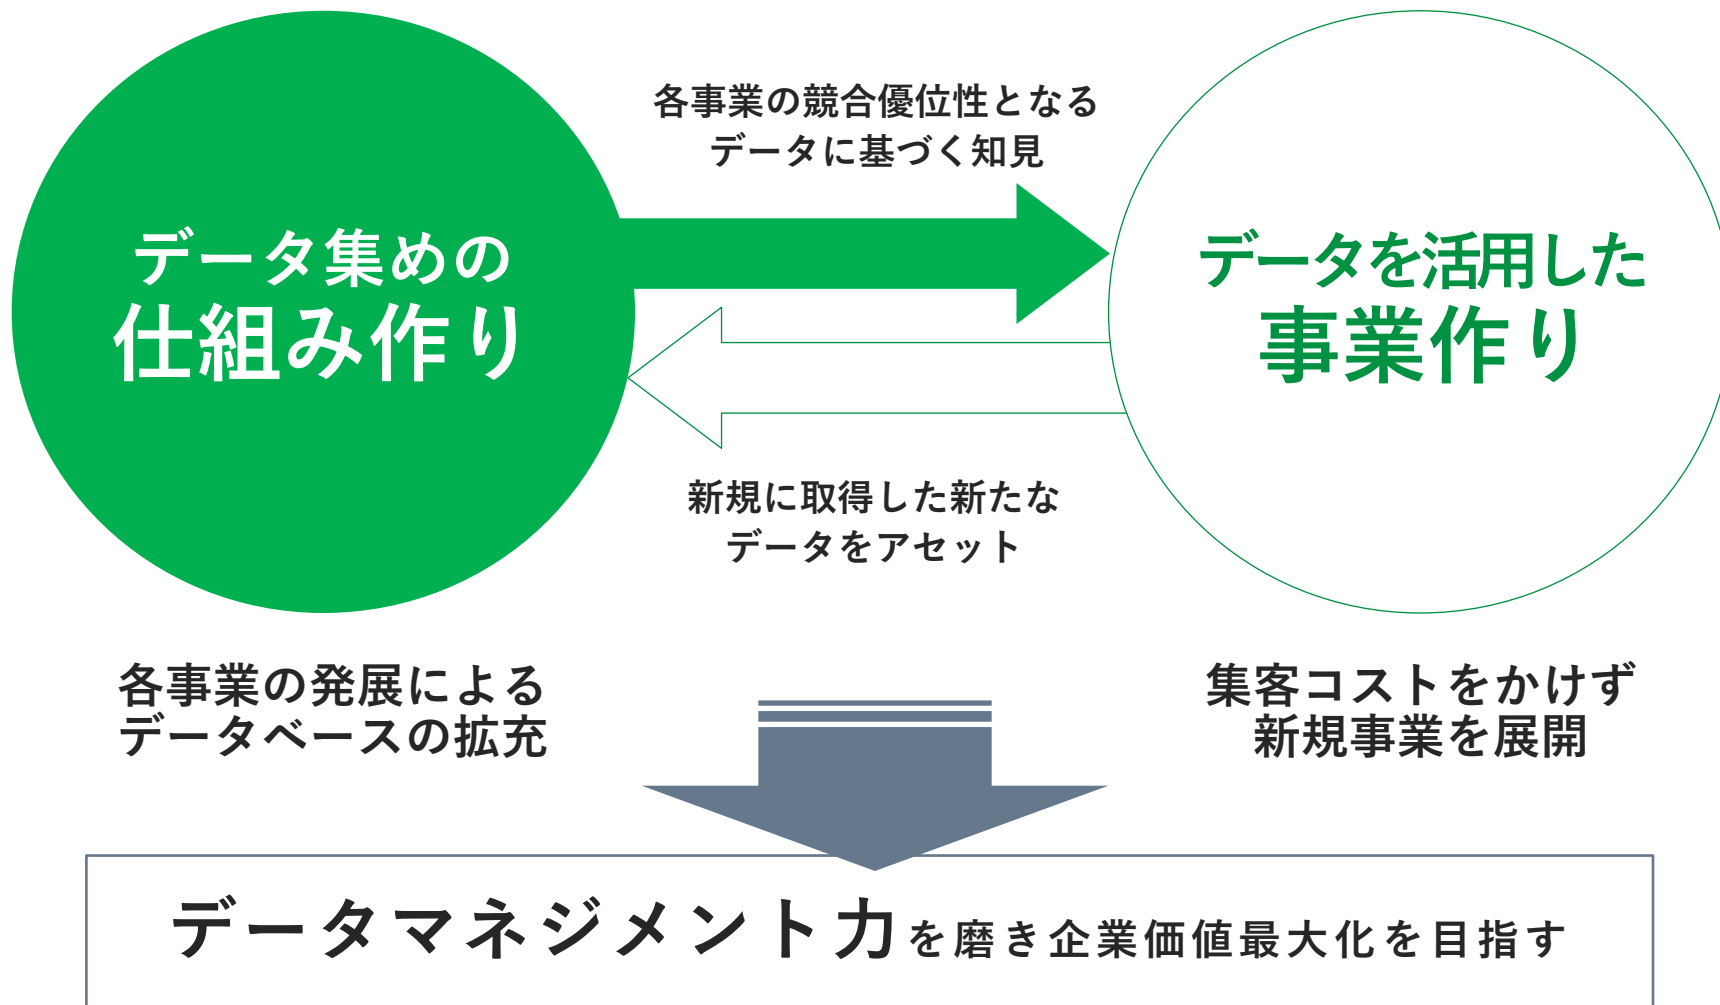 各事業の競合優位性となる
データに基づく知見
データ集めの
仕組み作り
データを活用した
事業作り
新規に取得した新たな
データをアセット
各事業の発展による
データベースの拡充
集客コストをかけず
新規事業を展開
データマネジメント力を磨き企業価値最大化を目指す